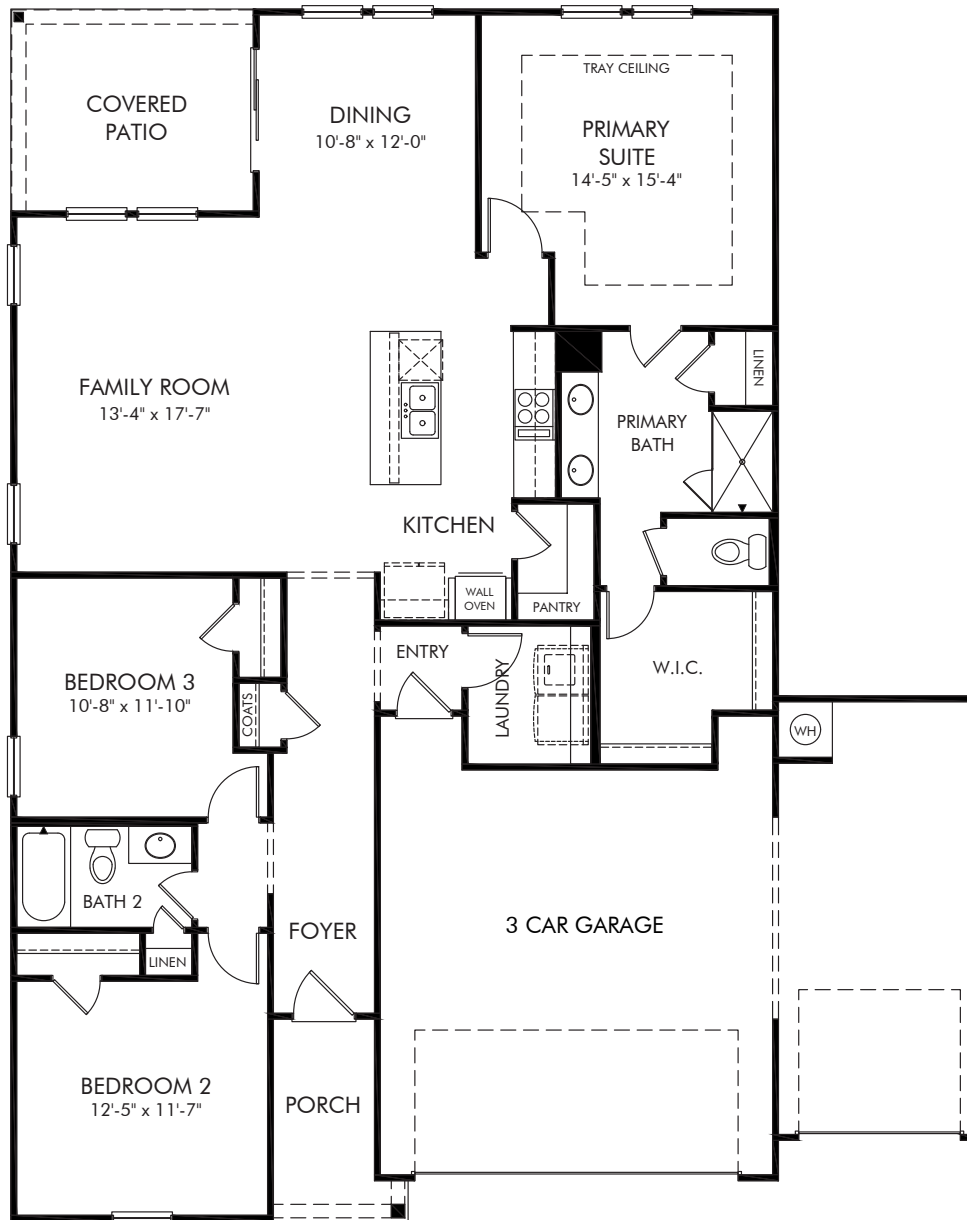 COVERED
PATIO
DINING
10'-8" x 12'-0"
TRAY CEILING
PRIMARY
SUITE
14'-5" x 15'-4"
FAMILY ROOM
13'-4" x 17'-7"
LINEN
PRIMARY
BATH
KITCHEN
WALL
OVEN
PANTRY
BEDROOM 3
10'-8" x 11'-10"
COATS
ENTRY
LAUNDRY
W.I.C.
WH
BATH 2
LINEN
FOYER
3 CAR GARAGE
BEDROOM 2
12'-5" x 11'-7"
PORCH